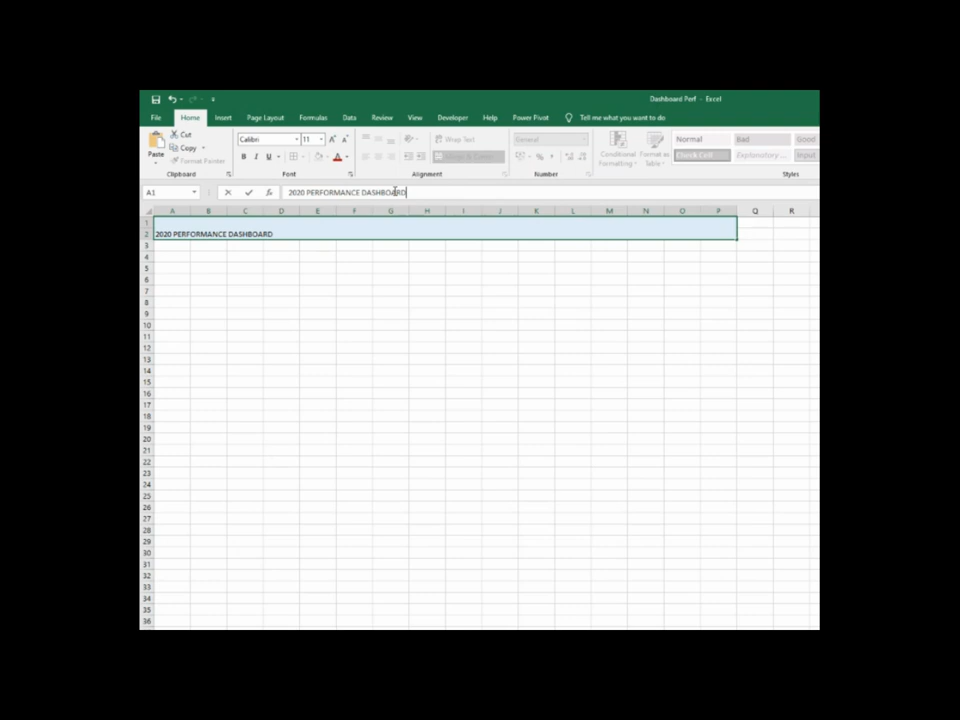 Dashboard Perf - Excel
File Home Insert Page Layout Formulas Data Review View Developer Help Power Pivot Tell me what you want to do
Cut
Copy
Format Painter
Paste
Calibri 11 A A
B I U A
Wrap Text
Merge & Center
General
%
Conditional Formatting
Format as Table
Normal Bad Good
Check Cell Explanatory ... Input
Clipboard Font Alignment Number Styles
A1 fx 2020 PERFORMANCE DASHBOARD
A B C D E F G H I J K L M N O P Q R
1
2 2020 PERFORMANCE DASHBOARD
3
4
5
6
7
8
9
10
11
12
13
14
15
16
17
18
19
20
21
22
23
24
25
26
27
28
29
30
31
32
33
34
35
36